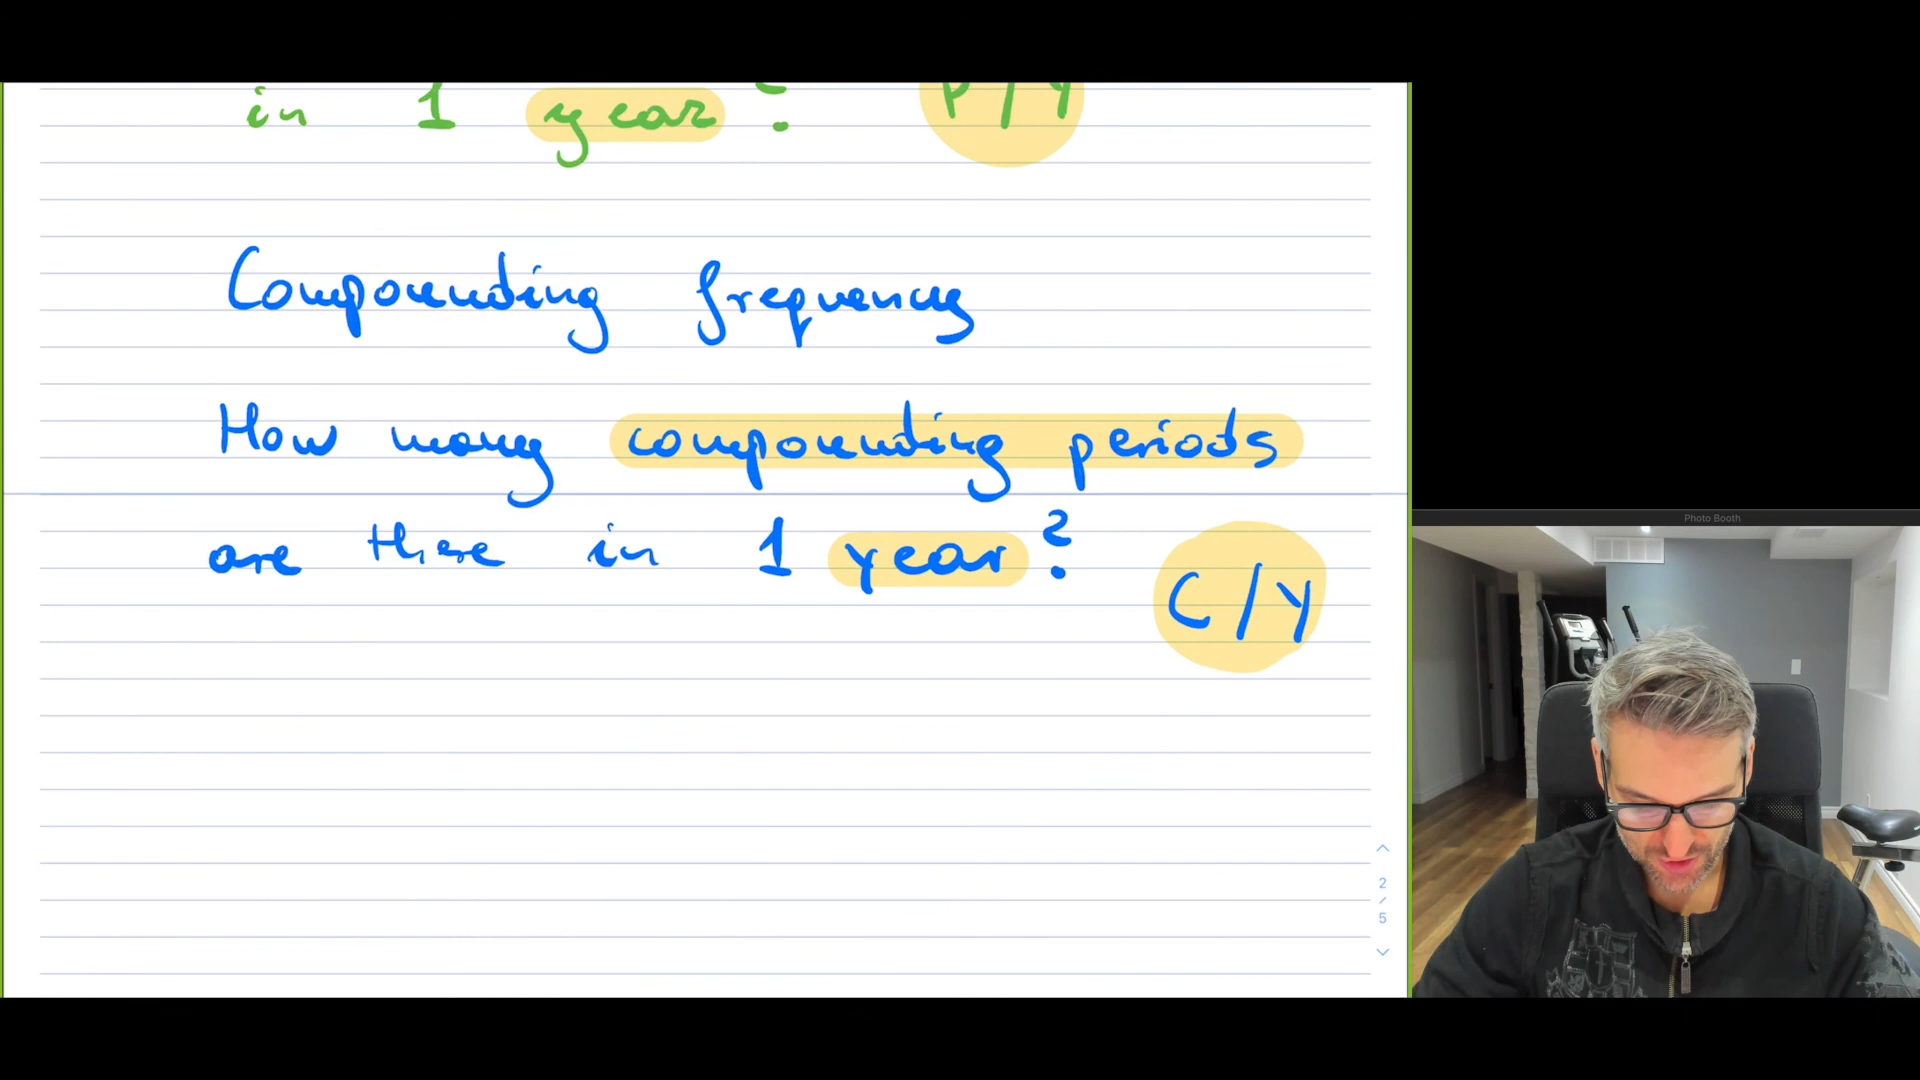 in 1 year?
P/Y
Compounding frequency
How many compounding periods
are there in 1 year?
C/Y
Photo Booth
2
/
5